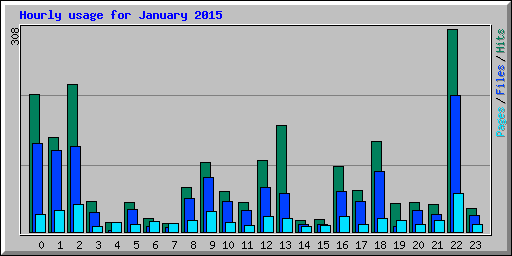 Hourly usage for January 2015
308
Pages/Files/Hits
0 1 2 3 4 5 6 7 8 9 10 11 12 13 14 15 16 17 18 19 20 21 22 23